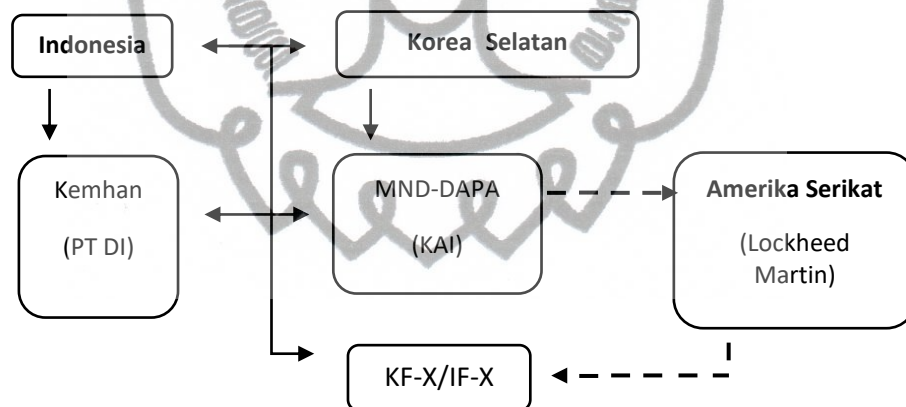 Indonesia
Korea Selatan
Kemhan
(PT DI)
MND-DAPA
(KAI)
Amerika Serikat
(Lockheed
Martin)
KF-X/IF-X